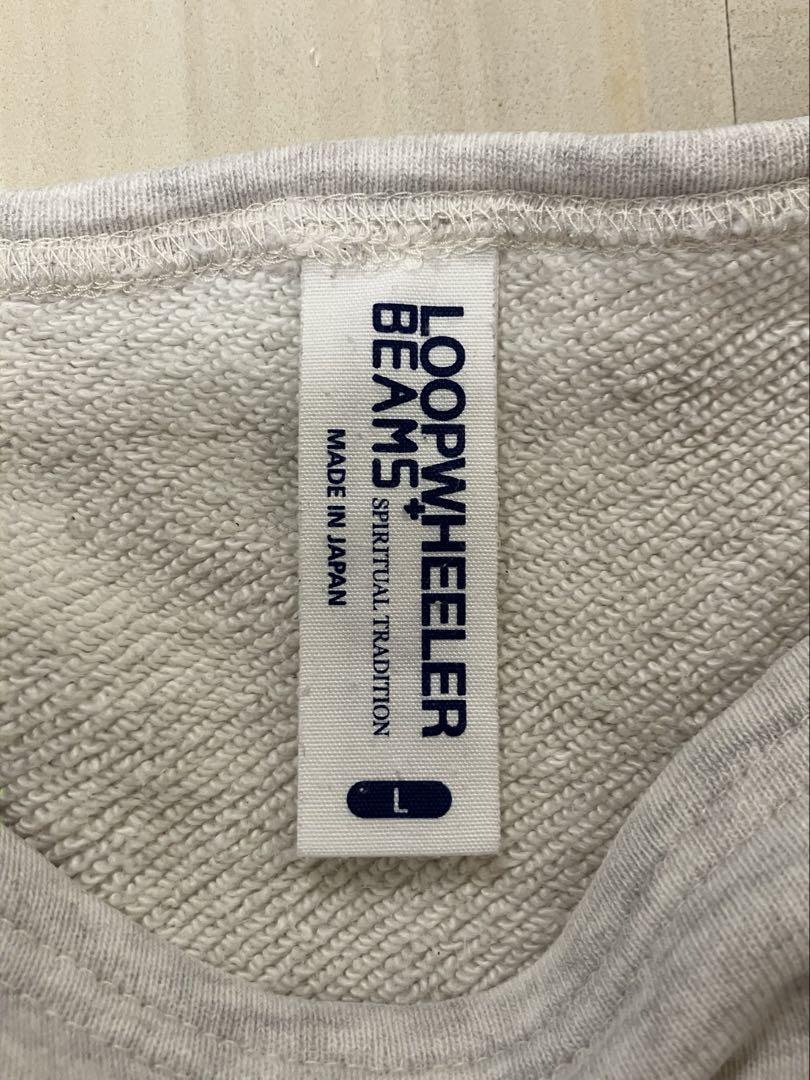 LOOPWHEELER
BEAMS+
SPIRITUAL TRADITION
MADE IN JAPAN
L